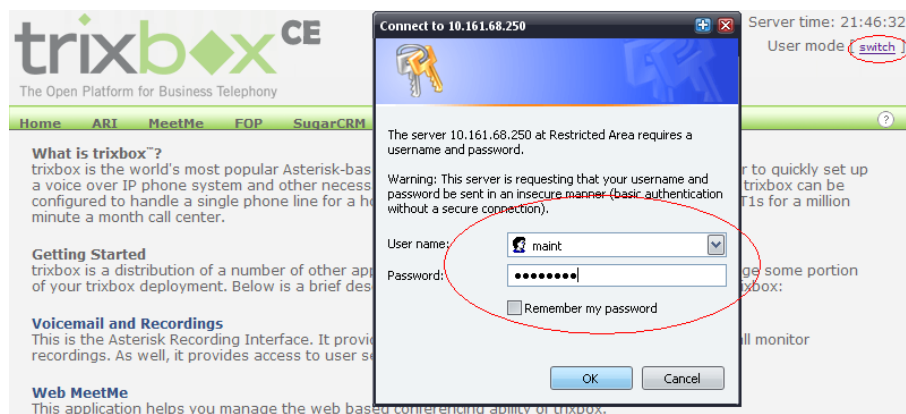 trixbox CE
The Open Platform for Business Telephony
Server time: 21:46:32
User mode [ switch ]
Home ARI MeetMe FOP SugarCRM
?
What is trixbox™?
trixbox is the world's most popular Asterisk-bas
r to quickly set up
a voice over IP phone system and other necess
trixbox can be
configured to handle a single phone line for a ho
T1s for a million
minute a month call center.
Getting Started
trixbox is a distribution of a number of other app
ge some portion
of your trixbox deployment. Below is a brief des
ixbox:
Voicemail and Recordings
This is the Asterisk Recording Interface. It provid
ll monitor
recordings. As well, it provides access to user se
Web MeetMe
This application helps you manage the web based conferencing ability of trixbox.
Connect to 10.161.68.250
The server 10.161.68.250 at Restricted Area requires a
username and password.
Warning: This server is requesting that your username and
password be sent in an insecure manner (basic authentication
without a secure connection).
User name: maint
Password: ●●●●●●●●
Remember my password
OK Cancel